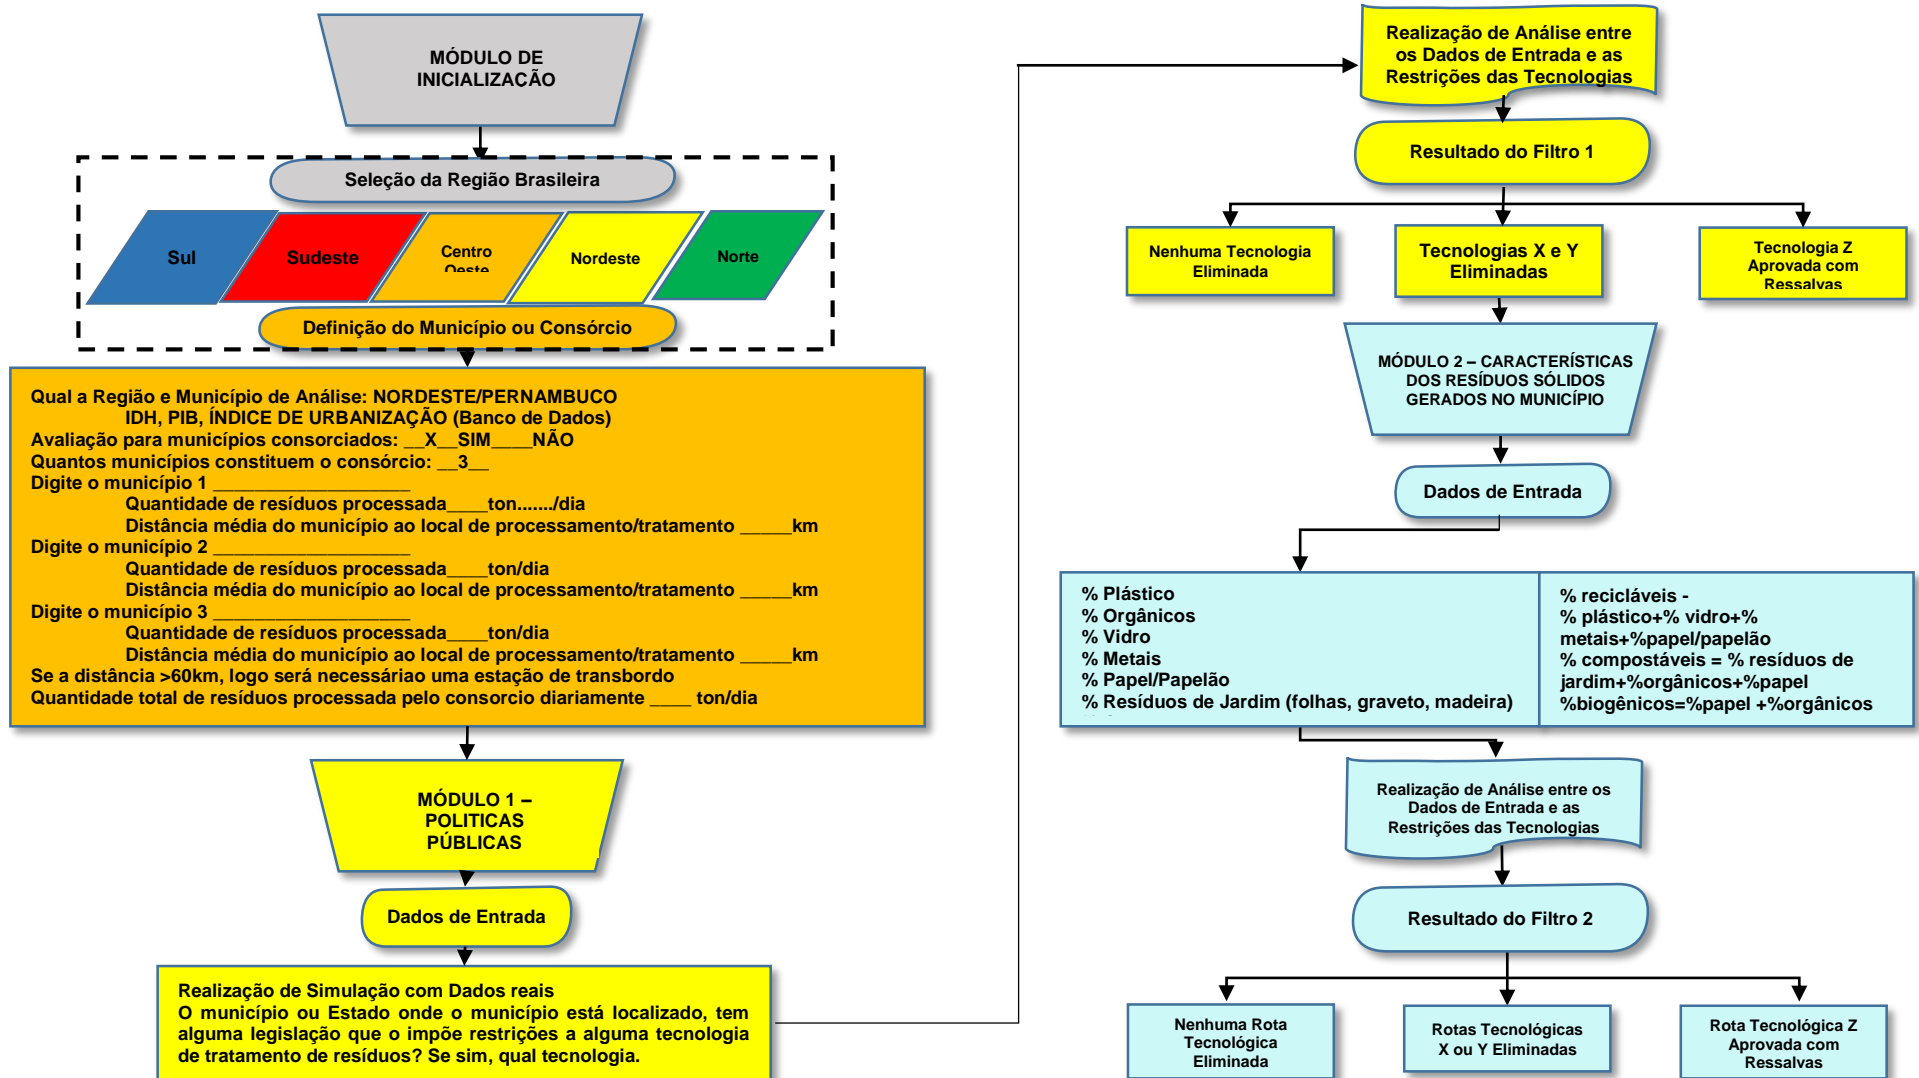 MÓDULO DE
INICIALIZAÇÃO
Seleção da Região Brasileira
Sul
Sudeste
Centro
Oeste
Nordeste
Norte
Definição do Município ou Consórcio
Qual a Região e Município de Análise: NORDESTE/PERNAMBUCO
IDH, PIB, ÍNDICE DE URBANIZAÇÃO (Banco de Dados)
Avaliação para municípios consorciados: __X__SIM____NÃO
Quantos municípios constituem o consórcio: __3__
Digite o município 1 ___________________
Quantidade de resíduos processada____ton......./dia
Distância média do município ao local de processamento/tratamento _____km
Digite o município 2 ___________________
Quantidade de resíduos processada____ton/dia
Distância média do município ao local de processamento/tratamento _____km
Digite o município 3 ___________________
Quantidade de resíduos processada____ton/dia
Distância média do município ao local de processamento/tratamento _____km
Se a distância >60km, logo será necessáriao uma estação de transbordo
Quantidade total de resíduos processada pelo consorcio diariamente ____ ton/dia
MÓDULO 1 –
POLITICAS
PÚBLICAS
Dados de Entrada
Realização de Simulação com Dados reais
O município ou Estado onde o município está localizado, tem
alguma legislação que o impõe restrições a alguma tecnologia
de tratamento de resíduos? Se sim, qual tecnologia.
Realização de Análise entre
os Dados de Entrada e as
Restrições das Tecnologias
Resultado do Filtro 1
Nenhuma Tecnologia
Eliminada
Tecnologias X e Y
Eliminadas
Tecnologia Z
Aprovada com
Ressalvas
MÓDULO 2 – CARACTERÍSTICAS
DOS RESÍDUOS SÓLIDOS
GERADOS NO MUNICÍPIO
Dados de Entrada
% Plástico
% Orgânicos
% Vidro
% Metais
% Papel/Papelão
% Resíduos de Jardim (folhas, graveto, madeira)
% recicláveis -
% plástico+% vidro+%
metais+%papel/papelão
% compostáveis = % resíduos de
jardim+%orgânicos+%papel
%biogênicos=%papel +%orgânicos
Realização de Análise entre os
Dados de Entrada e as
Restrições das Tecnologias
Resultado do Filtro 2
Nenhuma Rota
Tecnológica
Eliminada
Rotas Tecnológicas
X ou Y Eliminadas
Rota Tecnológica Z
Aprovada com
Ressalvas